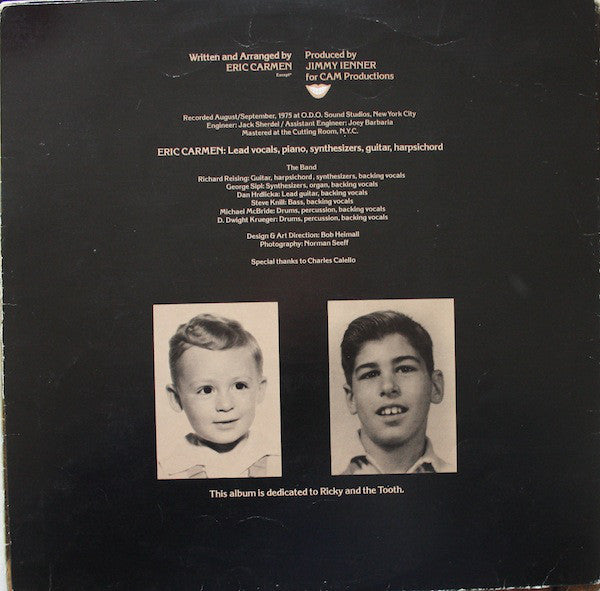 Written and Arranged by
ERIC CARMEN
Except*
Produced by
JIMMY IENNER
for CAM Productions
Recorded August/September, 1975 at O.D.O. Sound Studios, New York City
Engineer: Jack Sherdel / Assistant Engineer: Joey Barbaria
Mastered at the Cutting Room, N.Y.C.
ERIC CARMEN: Lead vocals, piano, synthesizers, guitar, harpsichord
The Band
Richard Reising: Guitar, harpsichord, synthesizers, backing vocals
George Sipl: Synthesizers, organ, backing vocals
Dan Hrdlicka: Lead guitar, backing vocals
Steve Knill: Bass, backing vocals
Michael McBride: Drums, percussion, backing vocals
D. Dwight Krueger: Drums, percussion, backing vocals
Design & Art Direction: Bob Heimall
Photography: Norman Seeff
Special thanks to Charles Calello
This album is dedicated to Ricky and the Tooth.